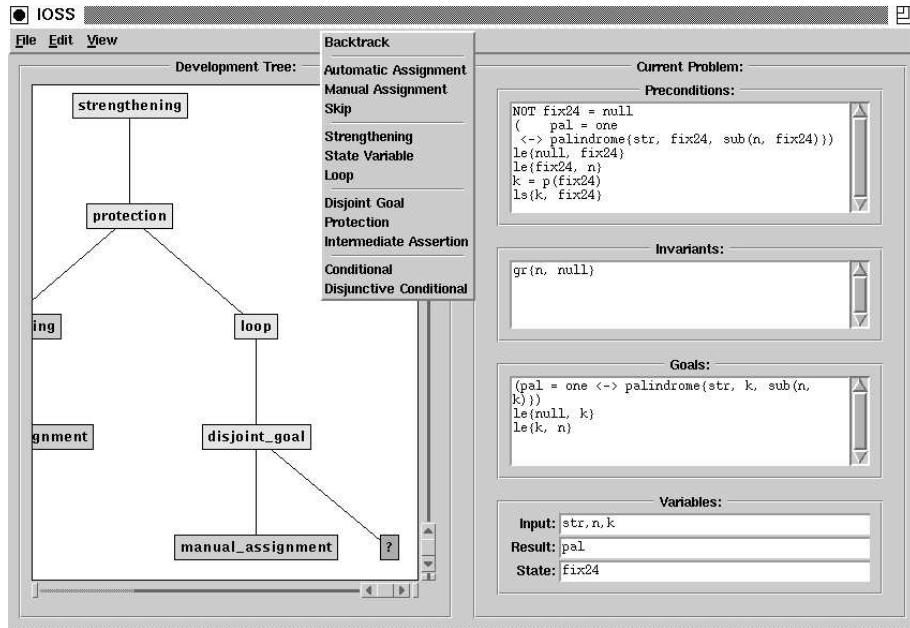 IOSS
File Edit View
Backtrack
Automatic Assignment
Manual Assignment
Skip
Strengthening
State Variable
Loop
Disjoint Goal
Protection
Intermediate Assertion
Conditional
Disjunctive Conditional
Development Tree:
strengthening
protection
ing
loop
gnment
disjoint_goal
manual_assignment
?
Current Problem:
Preconditions:
NOT fix24 = null
( pal = one
<-> palindrome{str, fix24, sub(n, fix24)})
le{null, fix24}
le{fix24, n}
k = p(fix24)
ls{k, fix24}
Invariants:
gr{n, null}
Goals:
(pal = one <-> palindrome{str, k, sub(n,
k)})
le{null, k}
le{k, n}
Variables:
Input: str,n,k
Result: pal
State: fix24